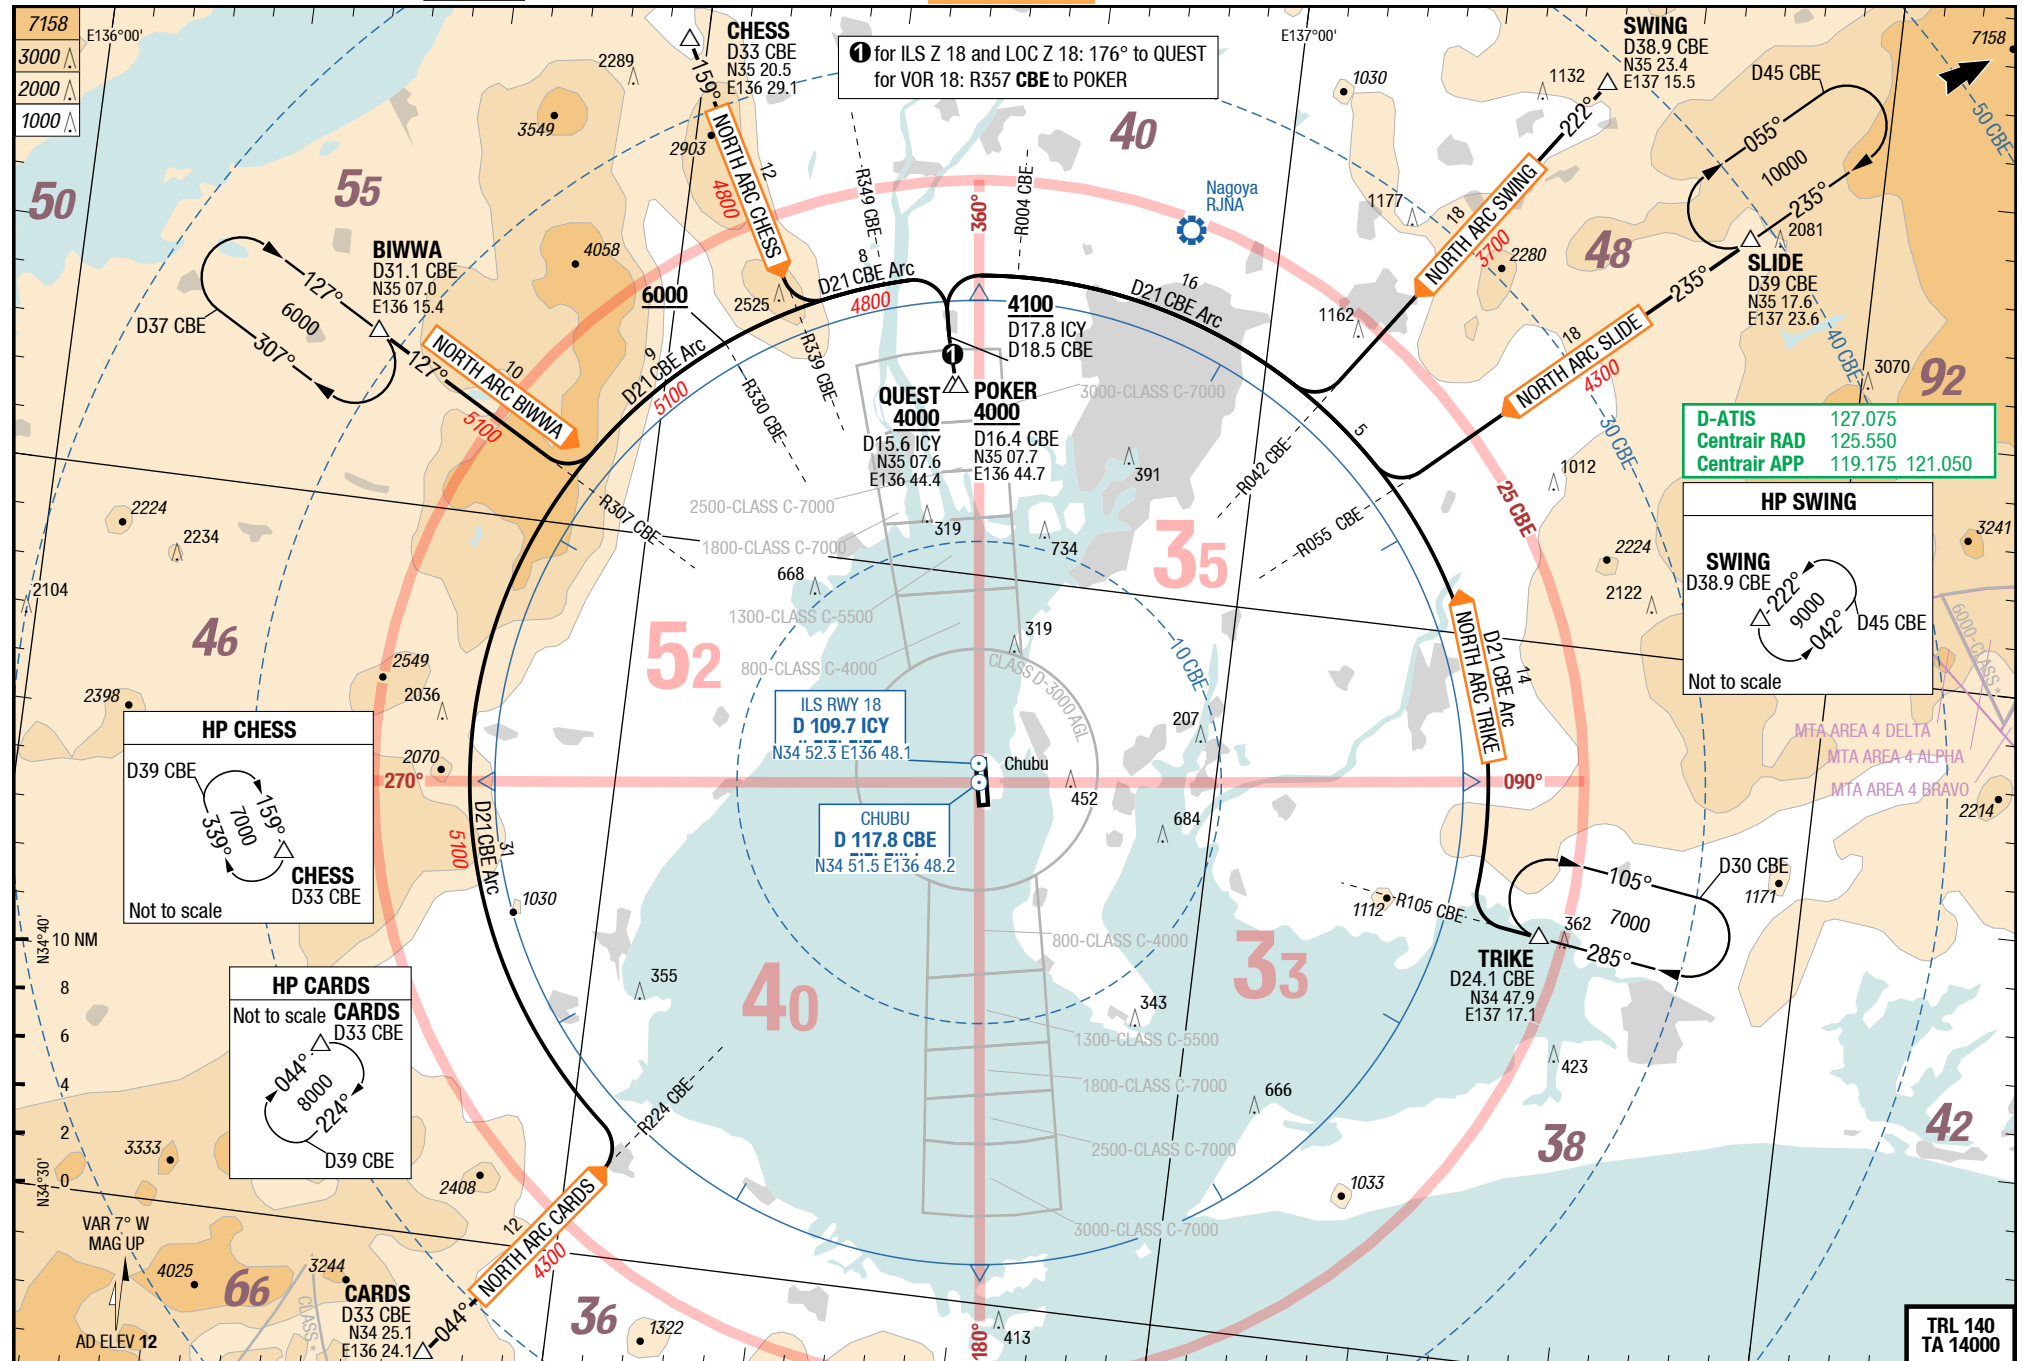 7158
3000
2000
1000
E136°00'
2289
3549
2903
159°
CHESS
D33 CBE
N35 20.5
E136 29.1
1 for ILS Z 18 and LOC Z 18: 176° to QUEST
for VOR 18: R357 CBE to POKER
E137°00'
1030
1132
SWING
D38.9 CBE
N35 23.4
E137 15.5
222°
D45 CBE
7158
50 CBE
055°
10000
235°
2081
SLIDE
D39 CBE
N35 17.6
E137 23.6
235°
50
55
40
48
92
NORTH ARC CHESS
12
4800
R349 CBE
R004 CBE
360°
Nagoya
RJNA
1177
NORTH ARC SWING
18
3700
2280
1162
NORTH ARC SLIDE
18
4300
40 CBE
3070
30 CBE
BIWWA
D31.1 CBE
N35 07.0
E136 15.4
4058
127°
6000
307°
D37 CBE
127°
NORTH ARC BIWWA
10
5100
6000
2525
8
D21 CBE Arc
4800
9
D21 CBE Arc
5100
R339 CBE
R330 CBE
R307 CBE
4100
D17.8 ICY
D18.5 CBE
16
D21 CBE Arc
1
QUEST
4000
D15.6 ICY
N35 07.6
E136 44.4
POKER
4000
D16.4 CBE
N35 07.7
E136 44.7
3000-CLASS C-7000
391
R042 CBE
5
R055 CBE
25 CBE
1012
D-ATIS 127.075
Centrair RAD 125.550
Centrair APP 119.175 121.050
HP SWING
SWING
D38.9 CBE
222°
9000
042°
D45 CBE
Not to scale
3241
2224
2122
6000-CLASS *
MTA AREA 4 DELTA
MTA AREA 4 ALPHA
MTA AREA 4 BRAVO
2214
2224
2234
2104
46
2549
2036
2398
2070
2500-CLASS C-7000
1800-CLASS C-7000
319
734
35
668
1300-CLASS C-5500
52
800-CLASS C-4000
319
CLASS D-3000AGL
10 CBE
207
NORTH ARC TRIKE
D21 CBE Arc
14
ILS RWY 18
D 109.7 ICY
N34 52.3 E136 48.1
Chubu
CHUBU
D 117.8 CBE
N34 51.5 E136 48.2
452
684
270°
090°
HP CHESS
D39 CBE
159°
7000
339°
CHESS
D33 CBE
Not to scale
5100
D21CBE Arc
31
1030
N34°40'
10 NM
8
6
4
2
0
N34°30'
HP CARDS
Not to scale
CARDS
D33 CBE
044°
8000
224°
D39 CBE
355
40
800-CLASS C-4000
33
343
1300-CLASS C-5500
1800-CLASS C-7000
2500-CLASS C-7000
3000-CLASS C-7000
666
1112
R105 CBE
105°
7000
285°
D30 CBE
1171
362
TRIKE
D24.1 CBE
N34 47.9
E137 17.1
423
38
42
1033
R224 CBE
3333
2408
VAR 7° W
MAG UP
4025
66
3244
CLASS *
AD ELEV 12
CARDS
D33 CBE
N34 25.1
E136 24.1
044°
NORTH ARC CARDS
12
4300
36
1322
413
180°
TRL 140
TA 14000